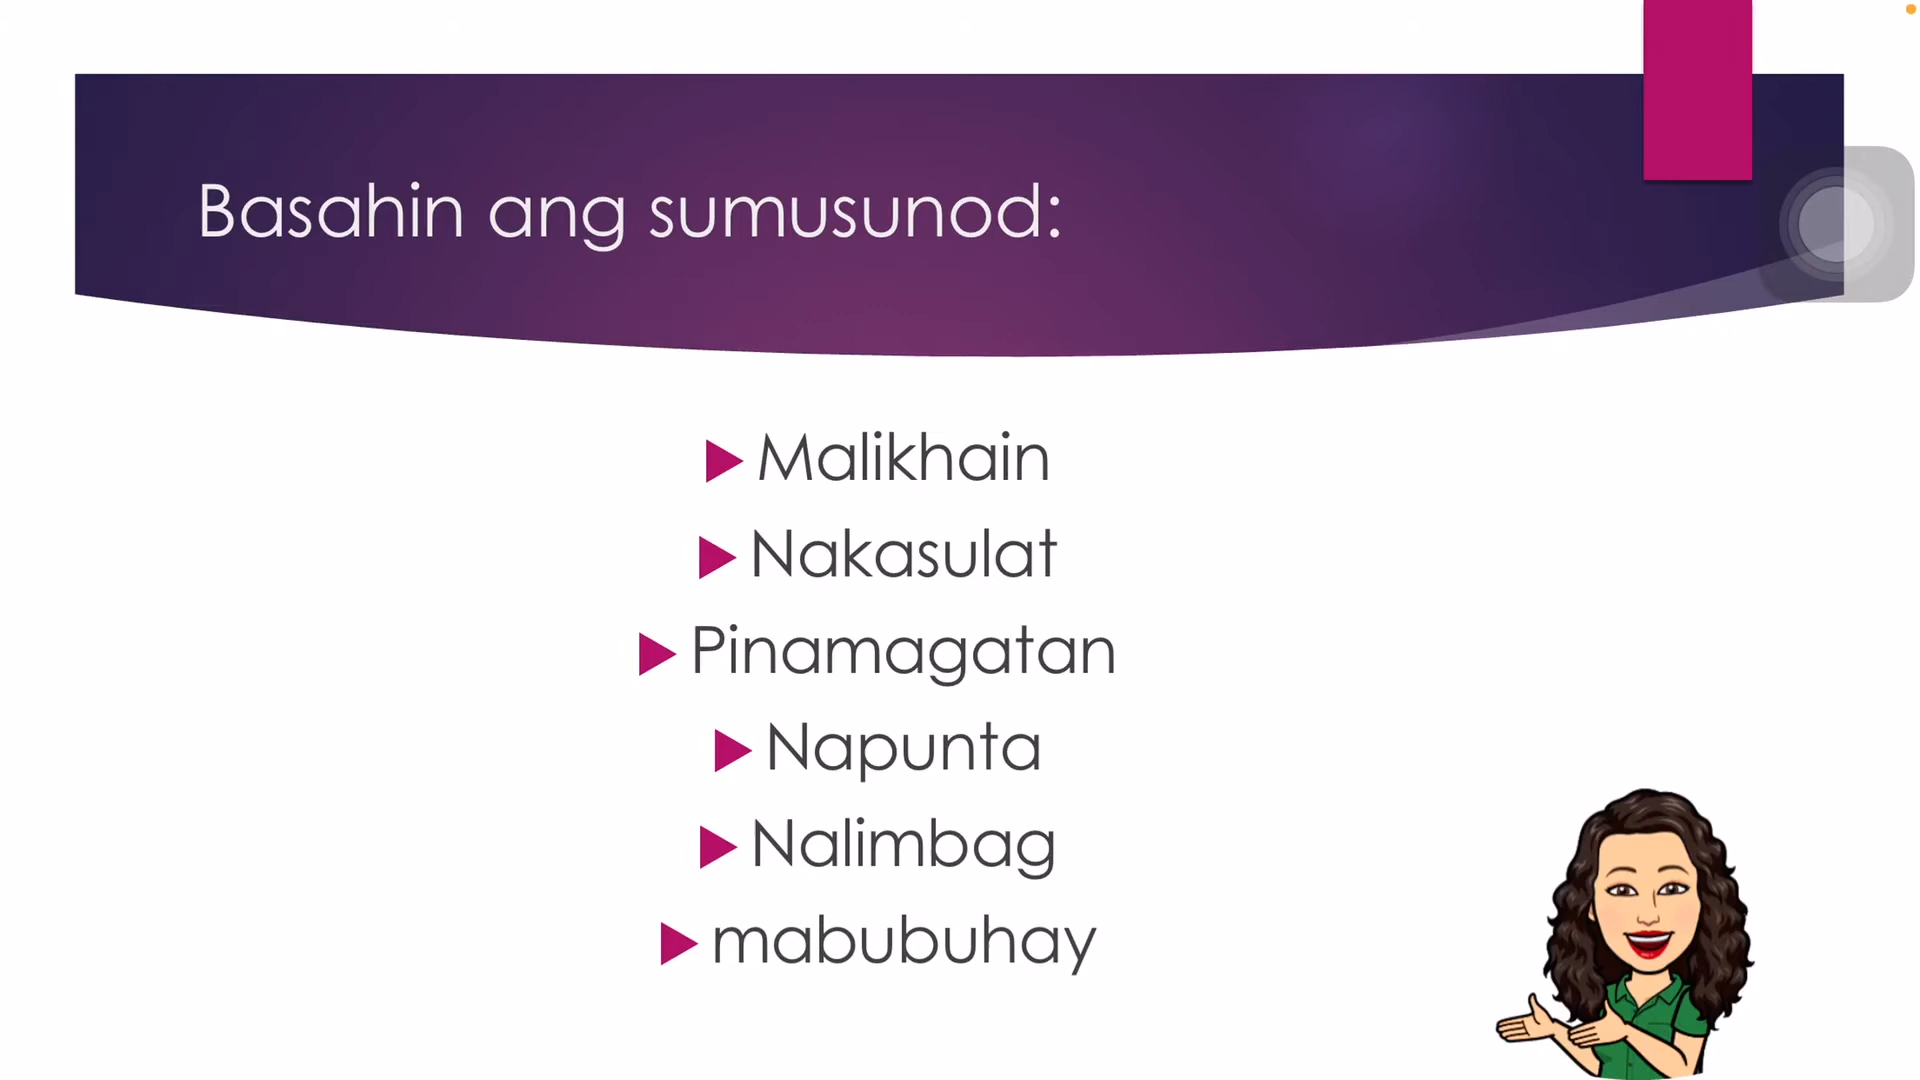 Basahin ang sumusunod:
Malikhain
Nakasulat
Pinamagatan
Napunta
Nalimbag
mabubuhay